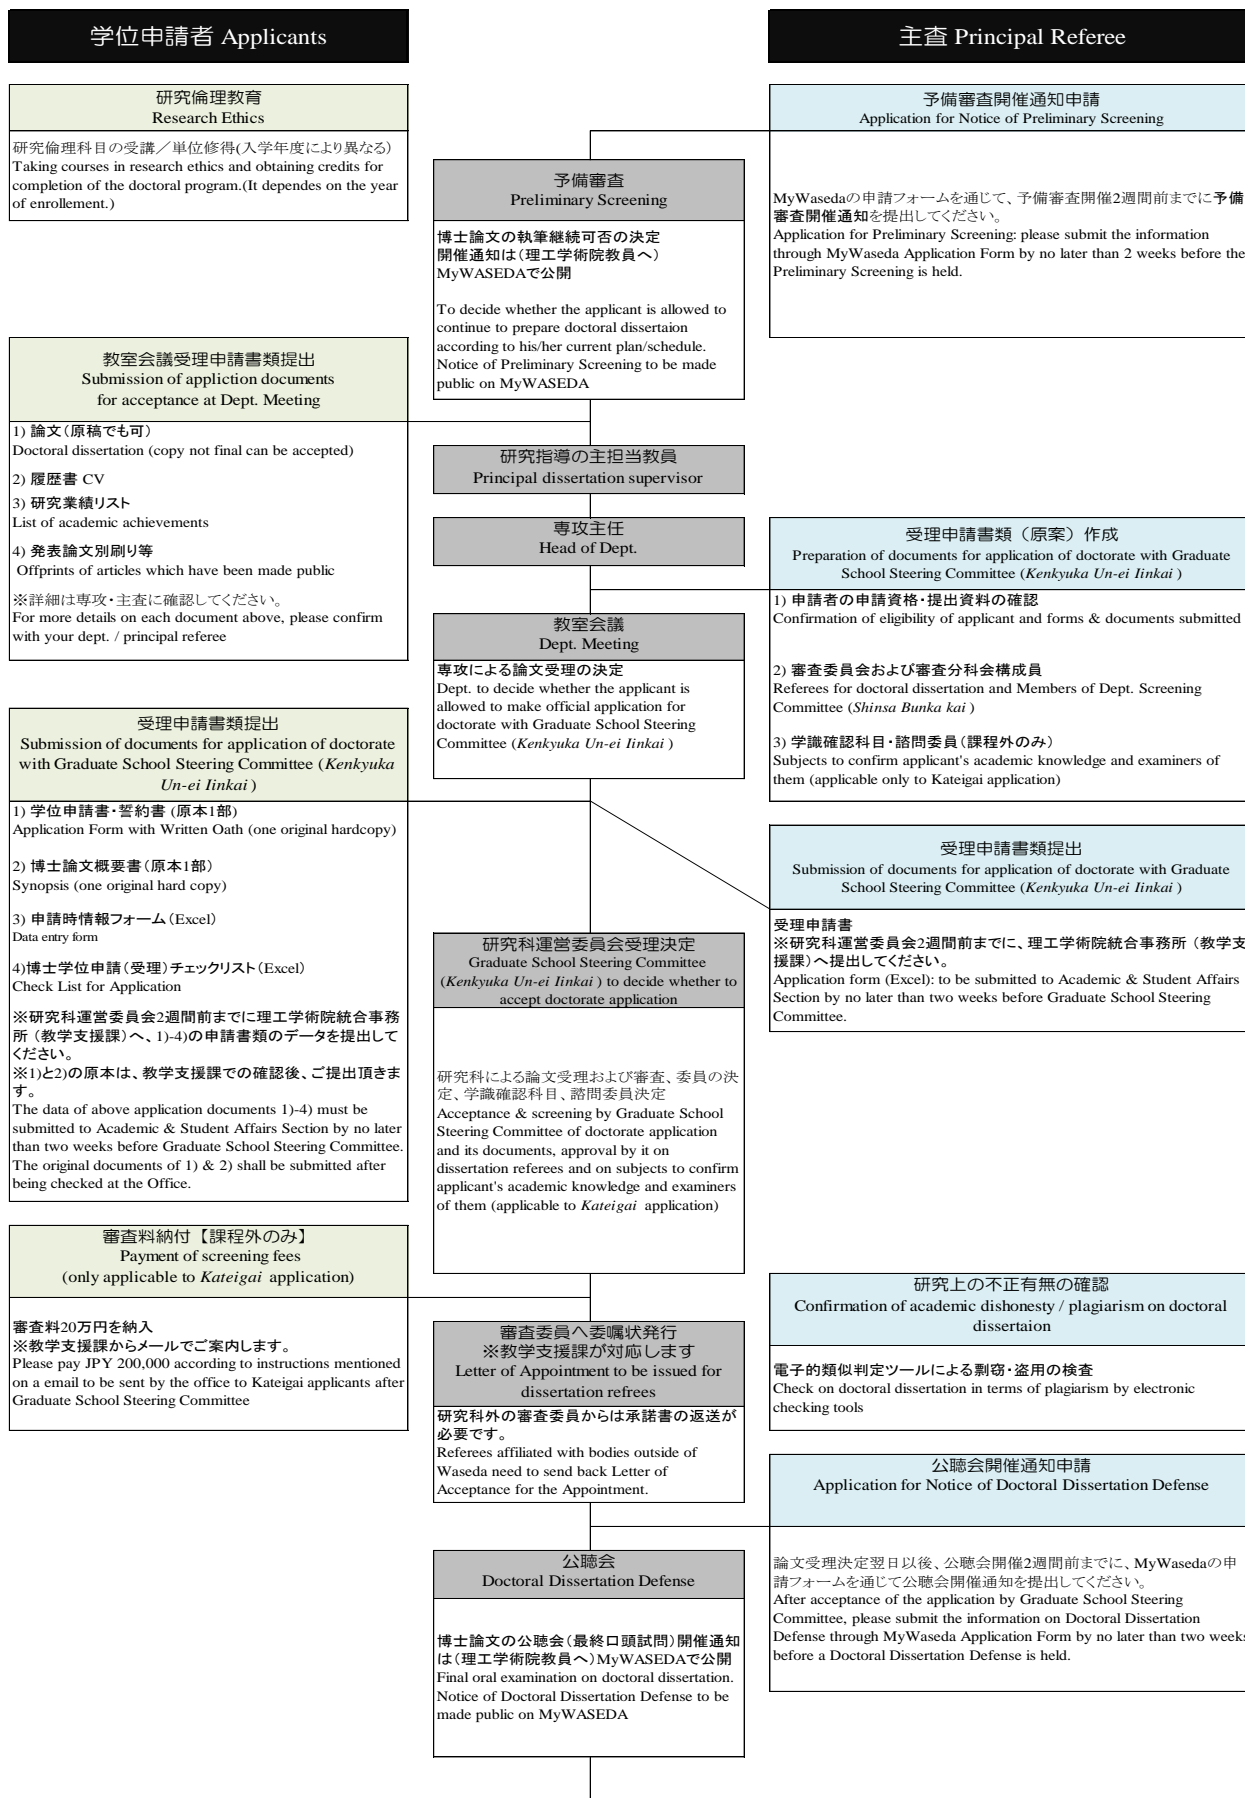 学位申請者 Applicants
主査 Principal Referee
研究倫理教育
Research Ethics
研究倫理科目の受講／単位修得(入学年度により異なる)
Taking courses in research ethics and obtaining credits for
completion of the doctoral program.(It dependes on the year
of enrollement.)
予備審査開催通知申請
Application for Notice of Preliminary Screening
MyWasedaの申請フォームを通じて、予備審査開催2週間前までに予備
審査開催通知を提出してください。
Application for Preliminary Screening: please submit the information
through MyWaseda Application Form by no later than 2 weeks before the
Preliminary Screening is held.
予備審査
Preliminary Screening
博士論文の執筆継続可否の決定
開催通知は（理工学術院教員へ）
MyWASEDAで公開
To decide whether the applicant is allowed to
continue to prepare doctoral dissertaion
according to his/her current plan/schedule.
Notice of Preliminary Screening to be made
public on MyWASEDA
教室会議受理申請書類提出
Submission of appliction documents
for acceptance at Dept. Meeting
1) 論文（原稿でも可）
Doctoral dissertation (copy not final can be accepted)
2) 履歴書 CV
3) 研究業績リスト
List of academic achievements
4) 発表論文別刷り等
Offprints of articles which have been made public
※詳細は専攻・主査に確認してください。
For more details on each document above, please confirm
with your dept. / principal referee
研究指導の主担当教員
Principal dissertation supervisor
専攻主任
Head of Dept.
受理申請書類（原案）作成
Preparation of documents for application of doctorate with Graduate
School Steering Committee (Kenkyuka Un-ei Iinkai )
1) 申請者の申請資格・提出資料の確認
Confirmation of eligibility of applicant and forms & documents submitted
2) 審査委員会および審査分科会構成員
Referees for doctoral dissertation and Members of Dept. Screening
Committee (Shinsa Bunka kai )
3) 学識確認科目・諮問委員（課程外のみ）
Subjects to confirm applicant's academic knowledge and examiners of
them (applicable only to Kateigai application)
教室会議
Dept. Meeting
専攻による論文受理の決定
Dept. to decide whether the applicant is
allowed to make official application for
doctorate with Graduate School Steering
Committee (Kenkyuka Un-ei Iinkai )
受理申請書類提出
Submission of documents for application of doctorate
with Graduate School Steering Committee (Kenkyuka
Un-ei Iinkai )
1) 学位申請書・誓約書 (原本1部)
Application Form with Written Oath (one original hardcopy)
2) 博士論文概要書（原本1部）
Synopsis (one original hard copy)
3) 申請時情報フォーム（Excel）
Data entry form
4)博士学位申請（受理）チェックリスト（Excel）
Check List for Application
※研究科運営委員会2週間前までに理工学術院統合事務
所（教学支援課）へ、1)-4)の申請書類のデータを提出して
ください。
※1)と2)の原本は、教学支援課での確認後、ご提出頂きま
す。
The data of above application documents 1)-4) must be
submitted to Academic & Student Affairs Section by no later
than two weeks before Graduate School Steering Committee.
The original documents of 1) & 2) shall be submitted after
being checked at the Office.
受理申請書類提出
Submission of documents for application of doctorate with Graduate
School Steering Committee (Kenkyuka Un-ei Iinkai )
受理申請書
※研究科運営委員会2週間前までに、理工学術院統合事務所（教学支
援課）へ提出してください。
Application form (Excel): to be submitted to Academic & Student Affairs
Section by no later than two weeks before Graduate School Steering
Committee.
研究科運営委員会受理決定
Graduate School Steering Committee
(Kenkyuka Un-ei Iinkai ) to decide whether to
accept doctorate application
研究科による論文受理および審査、委員の決
定、学識確認科目、諮問委員決定
Acceptance & screening by Graduate School
Steering Committee of doctorate application
and its documents, approval by it on
dissertation referees and on subjects to confirm
applicant's academic knowledge and examiners
of them (applicable to Kateigai application)
審査料納付【課程外のみ】
Payment of screening fees
(only applicable to Kateigai application)
審査料20万円を納入
※教学支援課からメールでご案内します。
Please pay JPY 200,000 according to instructions mentioned
on a email to be sent by the office to Kateigai applicants after
Graduate School Steering Committee
審査委員へ委嘱状発行
※教学支援課が対応します
Letter of Appointment to be issued for
dissertation refrees
研究科外の審査委員からは承諾書の返送が
必要です。
Referees affiliated with bodies outside of
Waseda need to send back Letter of
Acceptance for the Appointment.
研究上の不正有無の確認
Confirmation of academic dishonesty / plagiarism on doctoral
dissertaion
電子的類似判定ツールによる剽窃・盗用の検査
Check on doctoral dissertation in terms of plagiarism by electronic
checking tools
公聴会開催通知申請
Application for Notice of Doctoral Dissertation Defense
論文受理決定翌日以後、公聴会開催2週間前までに、MyWasedaの申
請フォームを通じて公聴会開催通知を提出してください。
After acceptance of the application by Graduate School Steering
Committee, please submit the information on Doctoral Dissertation
Defense through MyWaseda Application Form by no later than two weeks
before a Doctoral Dissertation Defense is held.
公聴会
Doctoral Dissertation Defense
博士論文の公聴会（最終口頭試問）開催通知
は（理工学術院教員へ）MyWASEDAで公開
Final oral examination on doctoral dissertation.
Notice of Doctoral Dissertation Defense to be
made public on MyWASEDA